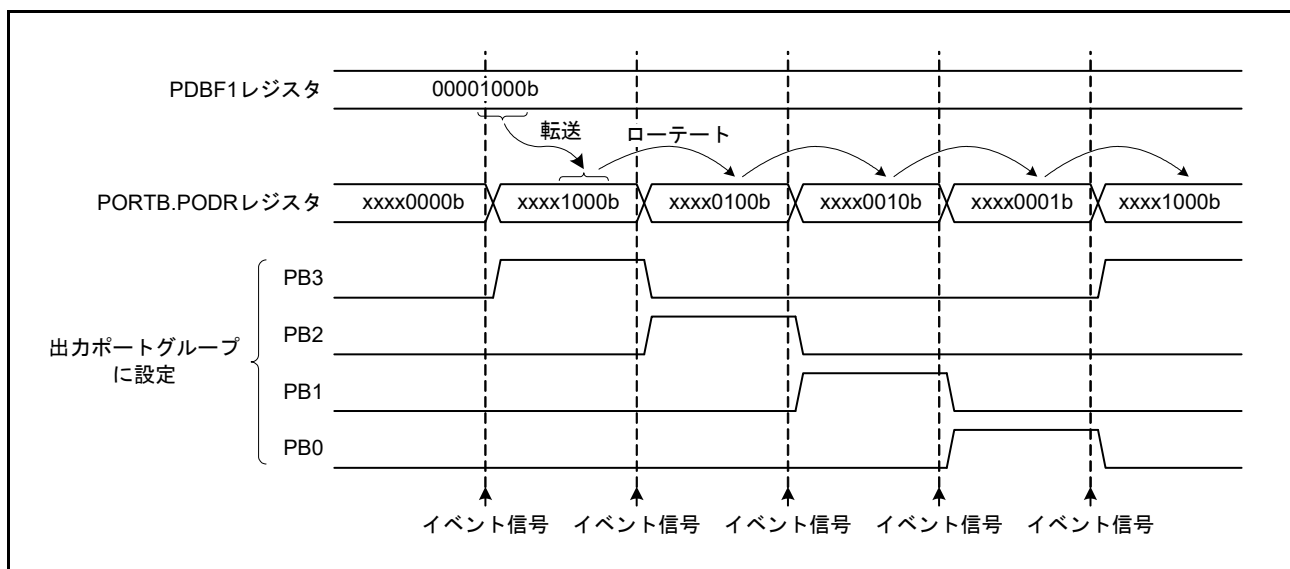 PDBF1レジスタ
00001000b
転送
ローテート
PORTB.PODRレジスタ
xxxx0000b
xxxx1000b
xxxx0100b
xxxx0010b
xxxx0001b
xxxx1000b
出力ポートグループ
に設定
PB3
PB2
PB1
PB0
イベント信号
イベント信号
イベント信号
イベント信号
イベント信号